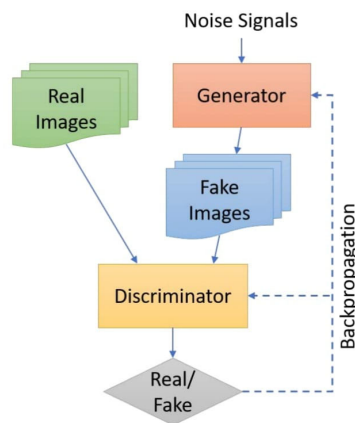 Noise Signals
Real
Images
Generator
Fake
Images
Discriminator
Real/
Fake
Backpropagation